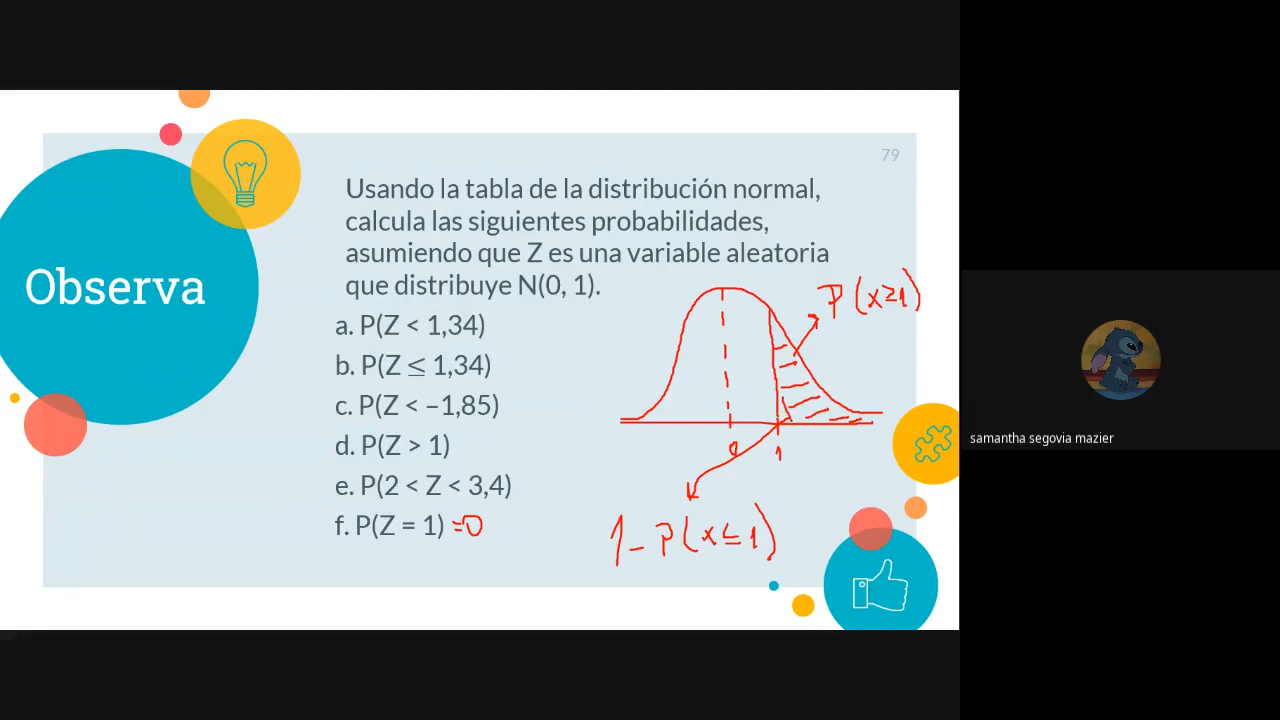 79
Usando la tabla de la distribución normal,
calcula las siguientes probabilidades,
asumiendo que Z es una variable aleatoria
que distribuye N(0, 1).
Observa
a. P(Z < 1,34)
b. P(Z ≤ 1,34)
c. P(Z < –1,85)
d. P(Z > 1)
e. P(2 < Z < 3,4)
f. P(Z = 1) =0
P(x≥1)
0 1
1-P(x≤1)
samantha segovia mazier